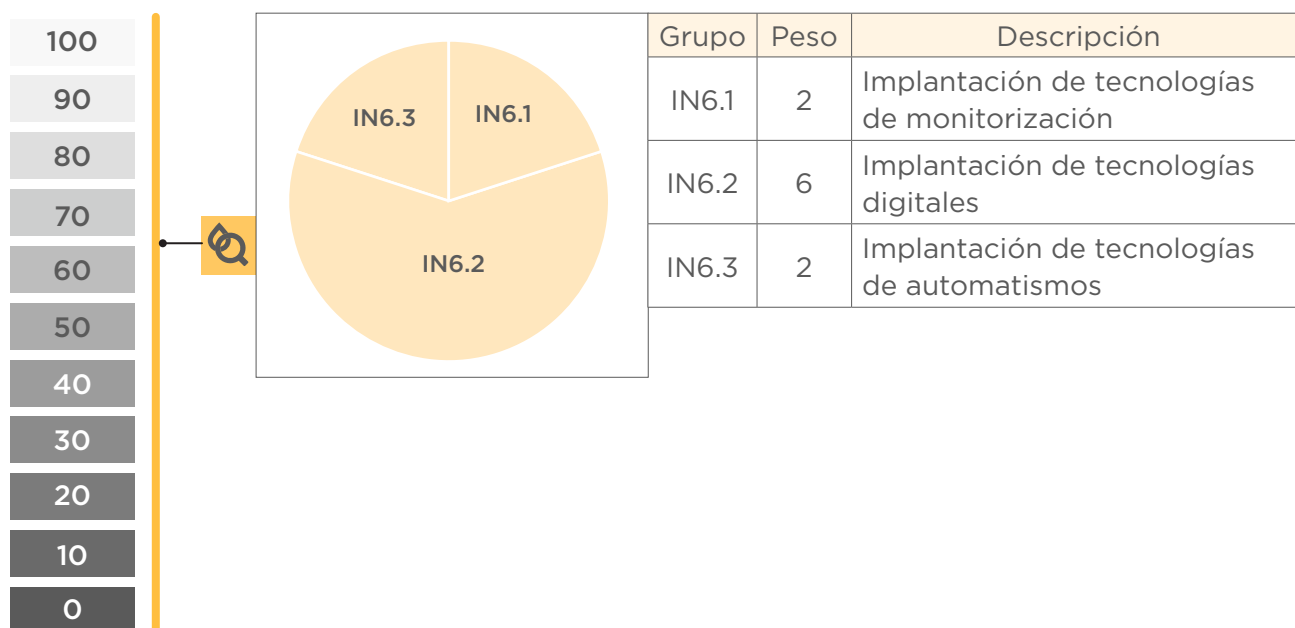 100
90
80
70
60
50
40
30
20
10
0
IN6.3
IN6.1
IN6.2
Grupo Peso Descripción
IN6.1 2 Implantación de tecnologías
de monitorización
IN6.2 6 Implantación de tecnologías
digitales
IN6.3 2 Implantación de tecnologías
de automatismos